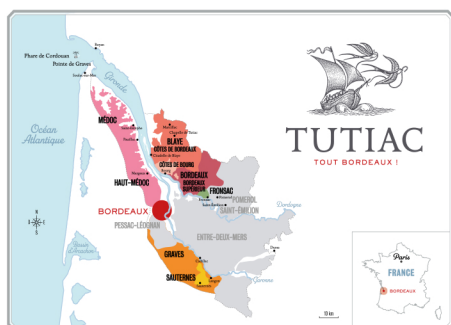 Royan
Phare de Cordouan
Pointe de Graves
Gironde
Océan
Atlantique
MÉDOC
BLAYE
CÔTES DE BORDEAUX
CÔTES DE BOURG
BORDEAUX
BORDEAUX
SUPÉRIEUR
HAUT-MÉDOC
FRONSAC
POMEROL
SAINT-ÉMILION
BORDEAUX
PESSAC-LÉOGNAN
Dordogne
ENTRE-DEUX-MERS
GRAVES
SAUTERNES
Garonne
TUTIAC
TOUT BORDEAUX !
Paris
FRANCE
BORDEAUX